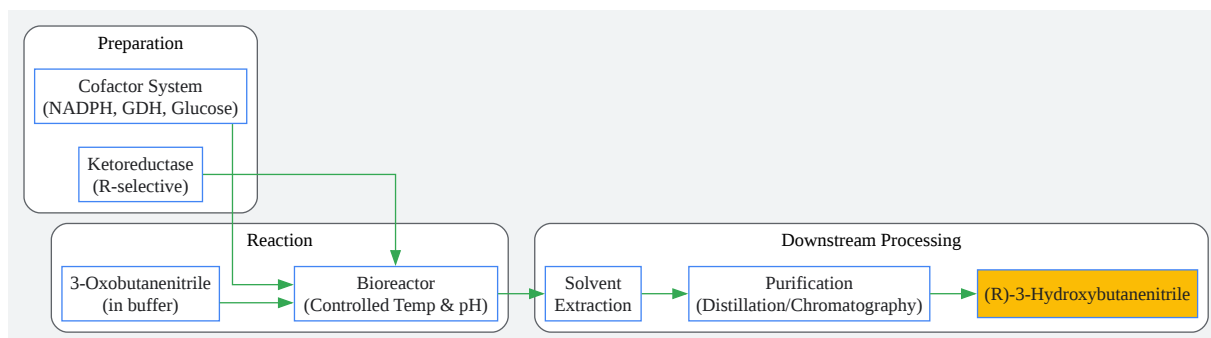 Preparation
Cofactor System
(NADPH, GDH, Glucose)
Ketoreductase
(R-selective)
Reaction
3-Oxobutanenitrile
(in buffer)
Bioreactor
(Controlled Temp & pH)
Downstream Processing
Solvent
Extraction
Purification
(Distillation/Chromatography)
(R)-3-Hydroxybutanenitrile